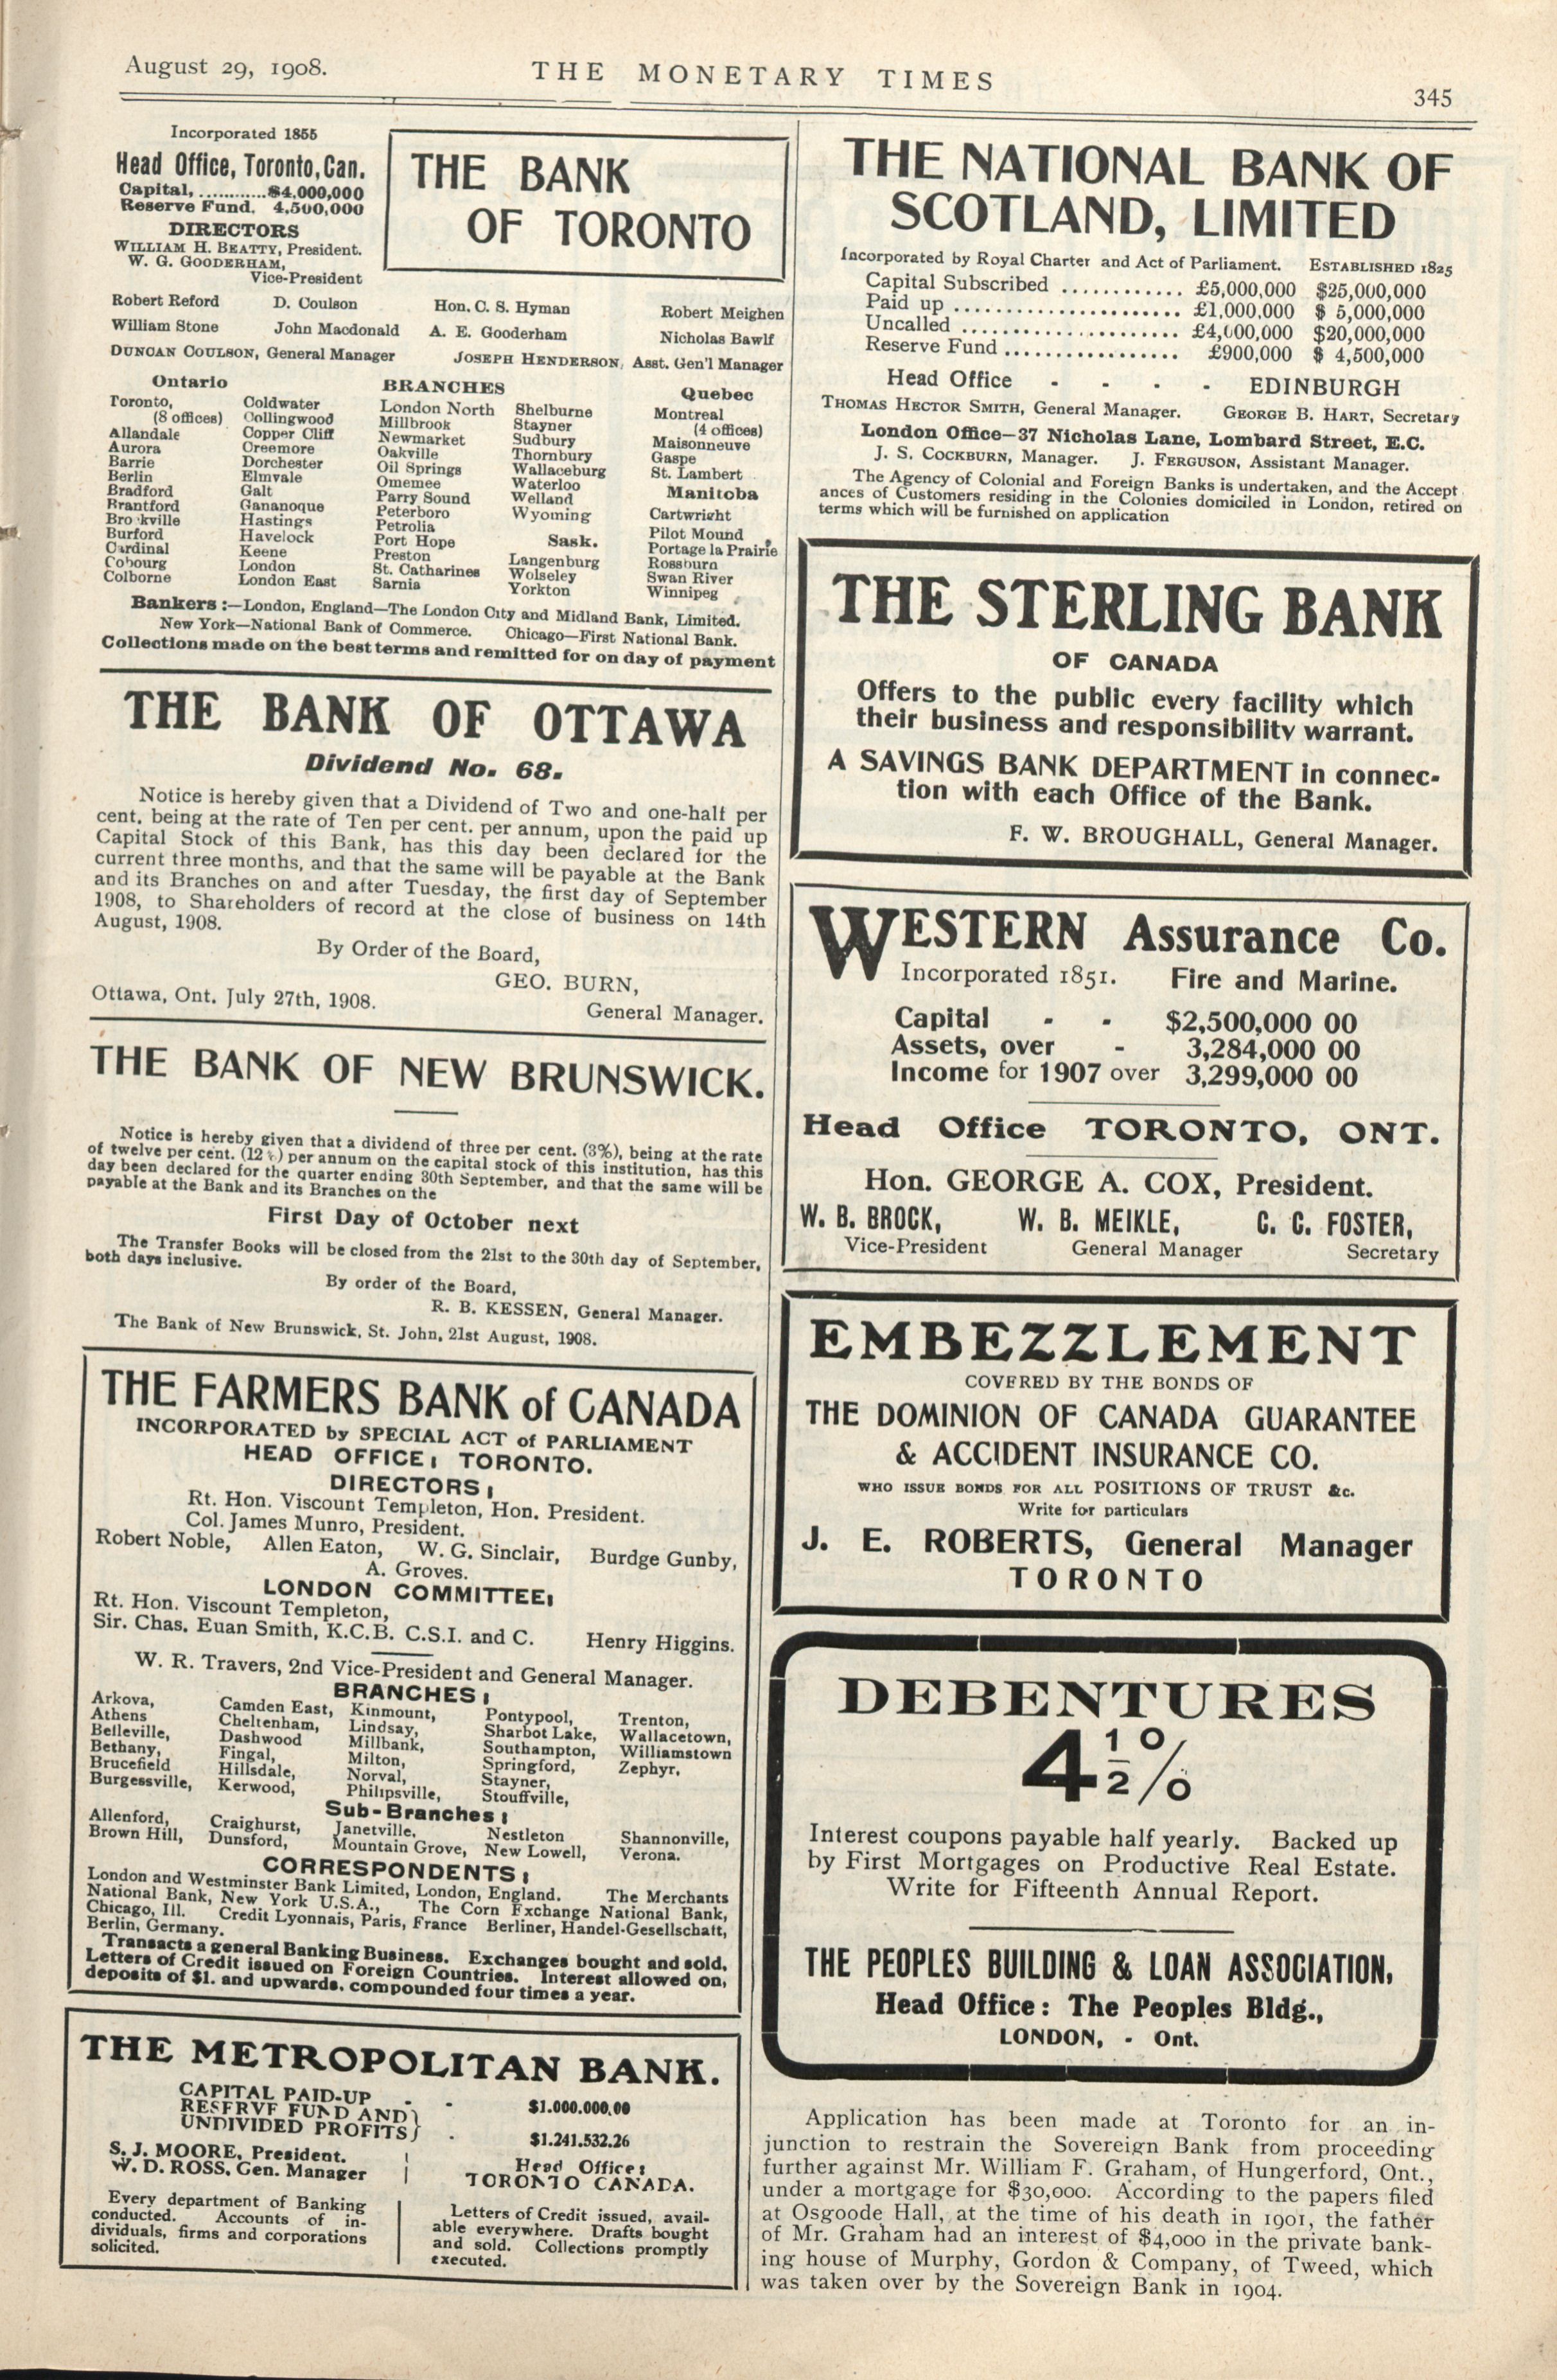 August 29, 1908.
THE MONETARY TIMES
345
Incorporated 1855
Head Office, Toronto, Can.
Capital, ........... $4,000,000
Reserve Fund. 4,500,000
DIRECTORS
WILLIAM H. BEATTY, President.
W. G. GOODERHAM,
Vice-President
THE BANK
OF TORONTO
Robert Reford D. Coulson Hon. C. S. Hyman Robert Meighen
William Stone John Macdonald A. E. Gooderham Nicholas Bawlf
DUNCAN COULSON, General Manager JOSEPH HENDERSON, Asst. Gen'l Manager
BRANCHES
Ontario
Toronto,
(8 offices)
Allandale
Aurora
Barrie
Berlin
Bradford
Brantford
Bro kville
Burford
Cardinal
Cobourg
Colborne
Coldwater
Collingwood
Copper Cliff
Creemore
Dorchester
Elmvale
Galt
Gananoque
Hastings
Havelock
Keene
London
London East
London North
Millbrook
Newmarket
Oakville
Oil Springs
Omemee
Parry Sound
Peterboro
Petrolia
Port Hope
Preston
St. Catharines
Sarnia
Shelburne
Stayner
Sudbury
Thornbury
Wallaceburg
Waterloo
Welland
Wyoming
Sask.
Langenburg
Wolseley
Yorkton
Quebec
Montreal
(4 offices)
Maisonneuve
Gaspe
St. Lambert
Manitoba
Cartwright
Pilot Mound
Portage la Prairie
Rossburn
Swan River
Winnipeg
Bankers :—London, England—The London City and Midland Bank, Limited.
New York—National Bank of Commerce. Chicago—First National Bank.
Collections made on the best terms and remitted for on day of payment
THE BANK OF OTTAWA
Dividend No. 68.
Notice is hereby given that a Dividend of Two and one-half per
cent. being at the rate of Ten per cent. per annum, upon the paid up
Capital Stock of this Bank, has this day been declared for the
current three months, and that the same will be payable at the Bank
and its Branches on and after Tuesday, the first day of September
1908, to Shareholders of record at the close of business on 14th
August, 1908.
By Order of the Board,
GEO. BURN,
Ottawa, Ont. July 27th, 1908.
General Manager.
THE BANK OF NEW BRUNSWICK.
Notice is hereby given that a dividend of three per cent. (3%), being at the rate
of twelve per cent. (12%) per annum on the capital stock of this institution, has this
day been declared for the quarter ending 30th September, and that the same will be
payable at the Bank and its Branches on the
First Day of October next
The Transfer Books will be closed from the 21st to the 30th day of September,
both days inclusive.
By order of the Board,
R. B. KESSEN, General Manager.
The Bank of New Brunswick, St. John, 21st August, 1908.
THE FARMERS BANK of CANADA
INCORPORATED by SPECIAL ACT of PARLIAMENT
HEAD OFFICE: TORONTO.
DIRECTORS:
Rt. Hon. Viscount Templeton, Hon. President.
Col. James Munro, President.
Robert Noble, Allen Eaton, W. G. Sinclair, Burdge Gunby,
A. Groves.
LONDON COMMITTEE:
Rt. Hon. Viscount Templeton,
Sir. Chas. Euan Smith, K.C.B. C.S.I. and C. Henry Higgins.
W. R. Travers, 2nd Vice-President and General Manager.
BRANCHES:
Arkova, Camden East, Kinmount, Pontypool, Trenton,
Athens Cheltenham, Lindsay, Sharbot Lake, Wallacetown,
Belleville, Dashwood Millbank, Southampton, Williamstown
Bethany, Fingal, Milton, Springford, Zephyr,
Brucefield Hillsdale, Norval, Stayner,
Burgessville, Kerwood, Philipsville, Stouffville,
Sub-Branches:
Allenford, Craighurst, Janetville, Nestleton Shannonville,
Brown Hill, Dunsford, Mountain Grove, New Lowell, Verona.
CORRESPONDENTS:
London and Westminster Bank Limited, London, England. The Merchants
National Bank, New York U.S.A., The Corn Exchange National Bank,
Chicago, Ill. Credit Lyonnais, Paris, France Berliner, Handel-Gesellschatt,
Berlin, Germany.
Transacts a general Banking Business. Exchanges bought and sold.
Letters of Credit issued on Foreign Countries. Interest allowed on,
deposits of $1. and upwards, compounded four times a year.
THE METROPOLITAN BANK.
CAPITAL PAID-UP - - $1.000.000.00
RESERVE FUND AND
UNDIVIDED PROFITS - $1.241.532.26
S. J. MOORE, President.
W. D. ROSS, Gen. Manager
Head Office:
TORONTO CANADA.
Every department of Banking
conducted. Accounts of in-
dividuals, firms and corporations
solicited.
Letters of Credit issued, avail-
able everywhere. Drafts bought
and sold. Collections promptly
executed.
THE NATIONAL BANK OF
SCOTLAND, LIMITED
Incorporated by Royal Charter and Act of Parliament. ESTABLISHED 1825
Capital Subscribed ............ £5,000,000 $25,000,000
Paid up ....................... £1,000,000 $ 5,000,000
Uncalled ...................... £4,000,000 $20,000,000
Reserve Fund ................. £900,000 $ 4,500,000
Head Office - - - - EDINBURGH
THOMAS HECTOR SMITH, General Manager. GEORGE B. HART, Secretary
London Office—37 Nicholas Lane, Lombard Street, E.C.
J. S. COCKBURN, Manager. J. FERGUSON, Assistant Manager.
The Agency of Colonial and Foreign Banks is undertaken, and the Accept
ances of Customers residing in the Colonies domiciled in London, retired on
terms which will be furnished on application
THE STERLING BANK
OF CANADA
Offers to the public every facility which
their business and responsibility warrant.
A SAVINGS BANK DEPARTMENT in connec-
tion with each Office of the Bank.
F. W. BROUGHALL, General Manager.
WESTERN Assurance Co.
Incorporated 1851. Fire and Marine.
Capital - - $2,500,000 00
Assets, over - 3,284,000 00
Income for 1907 over 3,299,000 00
Head Office TORONTO, ONT.
Hon. GEORGE A. COX, President.
W. B. BROCK, W. B. MEIKLE, C. C. FOSTER,
Vice-President General Manager Secretary
EMBEZZLEMENT
COVERED BY THE BONDS OF
THE DOMINION OF CANADA GUARANTEE
& ACCIDENT INSURANCE CO.
WHO ISSUE BONDS FOR ALL POSITIONS OF TRUST &c.
Write for particulars
J. E. ROBERTS, General Manager
TORONTO
DEBENTURES
4½%
Interest coupons payable half yearly. Backed up
by First Mortgages on Productive Real Estate.
Write for Fifteenth Annual Report.
THE PEOPLES BUILDING & LOAN ASSOCIATION,
Head Office: The Peoples Bldg.,
LONDON, - Ont.
Application has been made at Toronto for an in-
junction to restrain the Sovereign Bank from proceeding
further against Mr. William F. Graham, of Hungerford, Ont.,
under a mortgage for $30,000. According to the papers filed
at Osgoode Hall, at the time of his death in 1901, the father
of Mr. Graham had an interest of $4,000 in the private bank-
ing house of Murphy, Gordon & Company, of Tweed, which
was taken over by the Sovereign Bank in 1904.